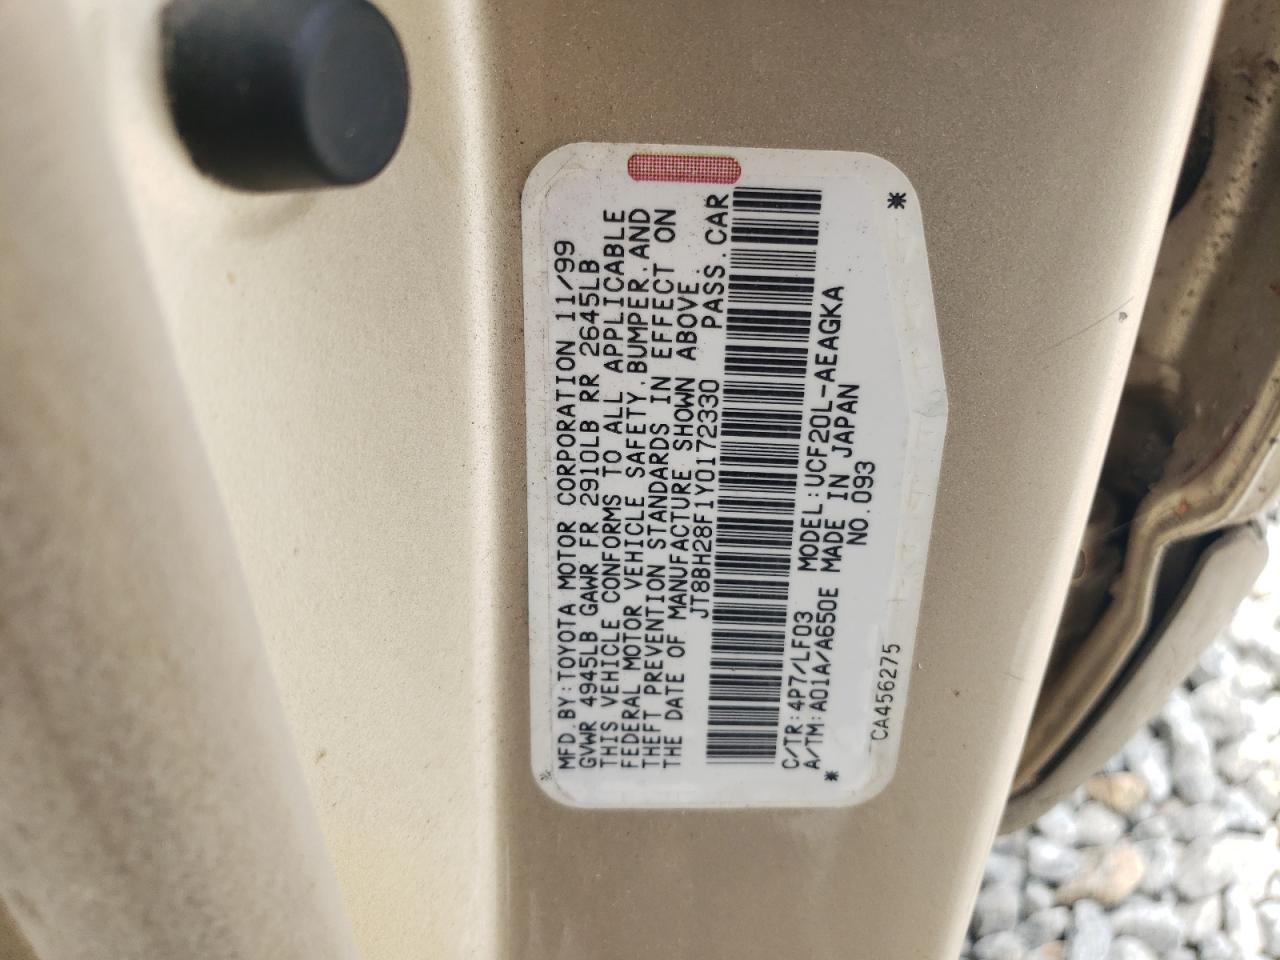 MFD.BY:TOYOTA MOTOR CORPORATION 11/99
GVWR 4945LB GAWR FR 2910LB RR 2645LB
THIS VEHICLE CONFORMS TO ALL APPLICABLE
FEDERAL MOTOR VEHICLE SAFETY,BUMPER,AND
THEFT PREVENTION STANDARDS IN EFFECT ON
THE DATE OF MANUFACTURE SHOWN ABOVE.
JT8BH28F1Y0172330 PASS.CAR
C/TR:4P7/LF03 MODEL:UCF20L-AEAGKA
A/TM:A01A/A650E MADE IN JAPAN
NO.093
CA456275